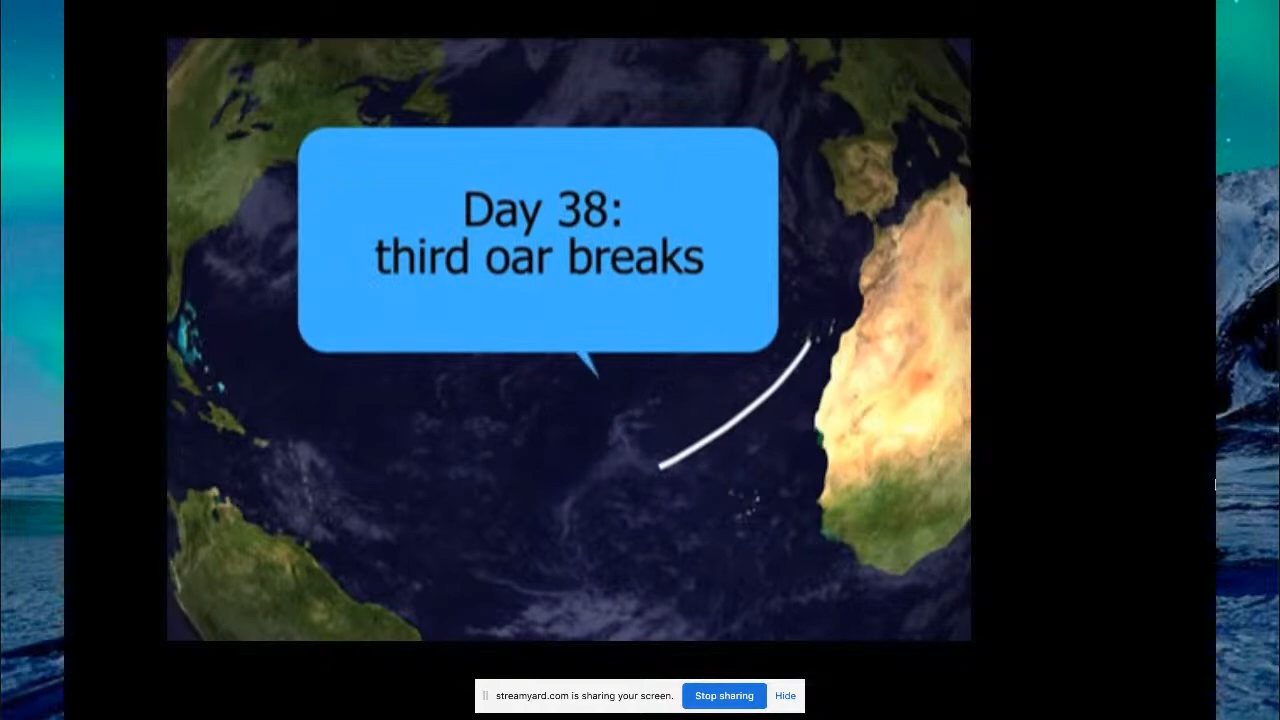 Day 38:
third oar breaks
streamyard.com is sharing your screen.
Stop sharing
Hide